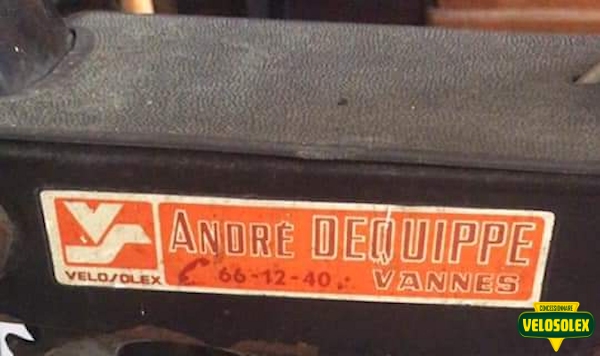 ANDRÉ DEQUIPPE
VELOSOLEX 66-12-40 VANNES
CONCESSIONNAIRE
VELOSOLEX